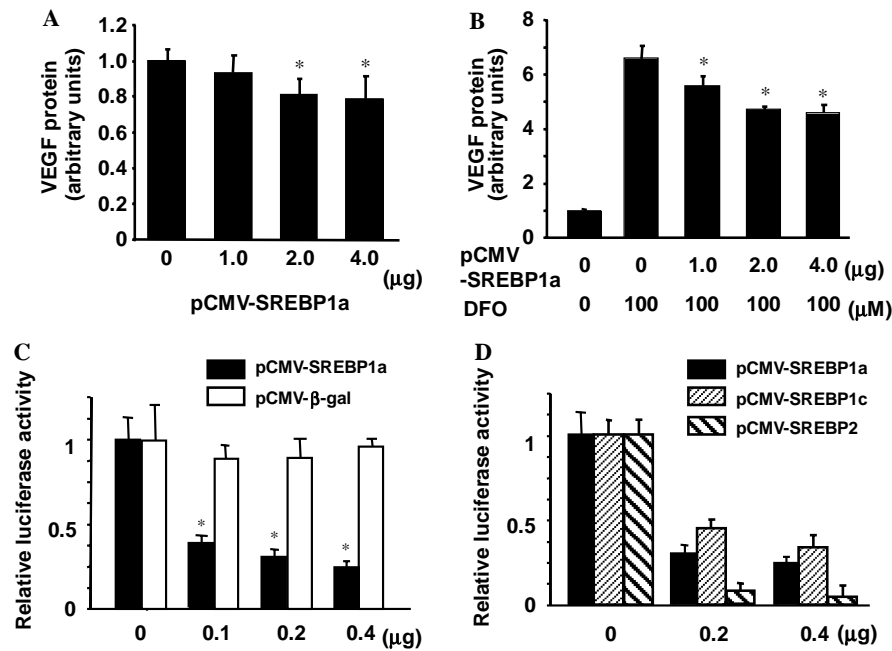 A
VEGF protein
(arbitrary units)
1.2
1.0
0.8
0.6
0.4
0.2
0
*
*
0 1.0 2.0 4.0
(μg)
pCMV-SREBP1a
B
VEGF protein
(arbitrary units)
8
6
4
2
0
*
*
*
pCMV
-SREBP1a
0 0 1.0 2.0 4.0 (μg)
DFO 0 100 100 100 100 (μM)
C
pCMV-SREBP1a
pCMV-β-gal
Relative luciferase activity
1
0.5
0
*
*
*
0 0.1 0.2 0.4 (μg)
D
pCMV-SREBP1a
pCMV-SREBP1c
pCMV-SREBP2
Relative luciferase activity
1
0.5
0
0 0.2 0.4 (μg)